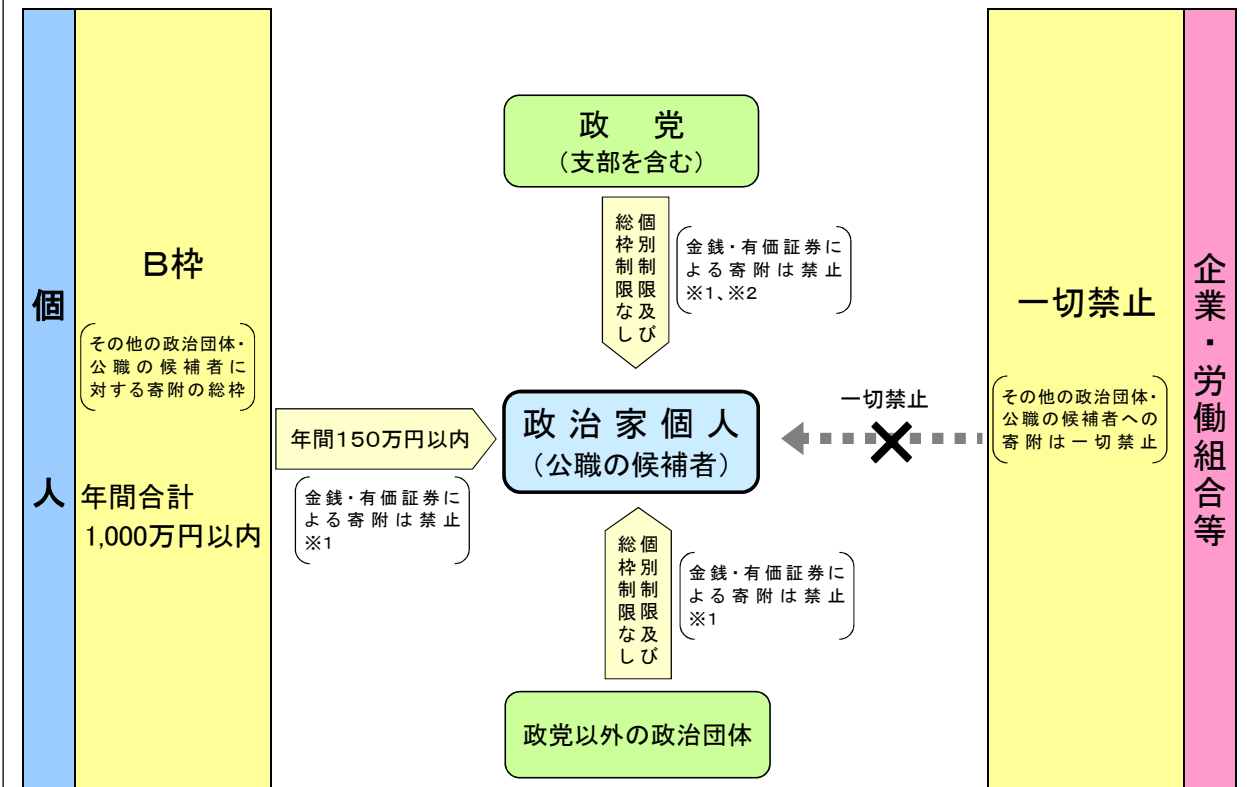 個人
B枠
その他の政治団体・
公職の候補者に
対する寄附の総枠
年間合計
1,000万円以内
年間150万円以内
金銭・有価証券に
よる寄附は禁止
※1
政　党
（支部を含む）
個別制限及び
総枠制限なし
金銭・有価証券に
よる寄附は禁止
※1、※2
政治家個人
（公職の候補者）
個別制限及び
総枠制限なし
金銭・有価証券に
よる寄附は禁止
※1
政党以外の政治団体
一切禁止
一切禁止
その他の政治団体・
公職の候補者への
寄附は一切禁止
企業・労働組合等